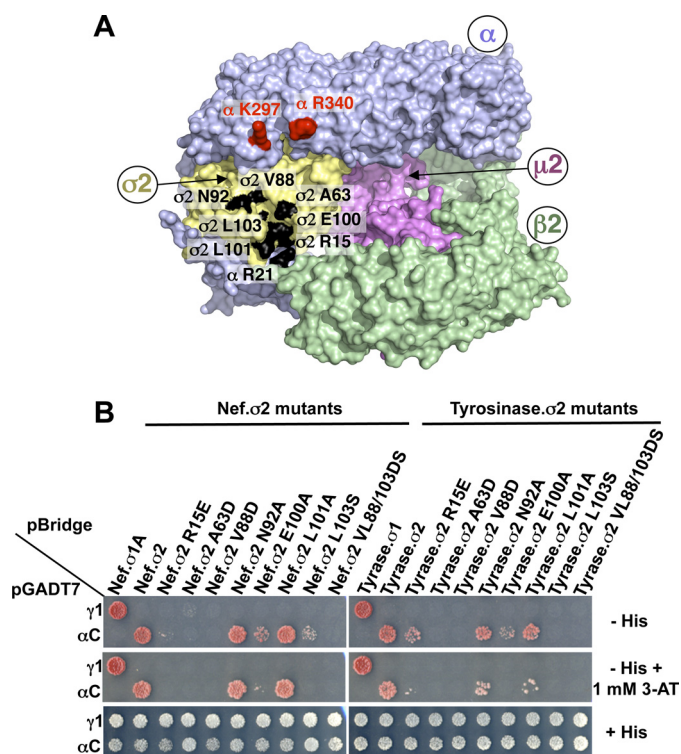 A
α
α K297
α R340
σ2
μ2
σ2 V88
σ2 N92
σ2 A63
σ2 L103
σ2 E100
σ2 L101
σ2 R15
β2
α R21
B
Nef.σ2 mutants
Tyrosinase.σ2 mutants
pBridge
pGADT7
Nef.σ1A
Nef.σ2
Nef.σ2 R15E
Nef.σ2 A63D
Nef.σ2 V88D
Nef.σ2 N92A
Nef.σ2 E100A
Nef.σ2 L101A
Nef.σ2 L103S
Nef.σ2 VL88/103DS
Tyrase.σ1
Tyrase.σ2
Tyrase.σ2 R15E
Tyrase.σ2 A63D
Tyrase.σ2 V88D
Tyrase.σ2 N92A
Tyrase.σ2 E100A
Tyrase.σ2 L101A
Tyrase.σ2 L103S
Tyrase.σ2 VL88/103DS
γ1
αC
- His
γ1
αC
- His +
1 mM 3-AT
γ1
αC
+ His